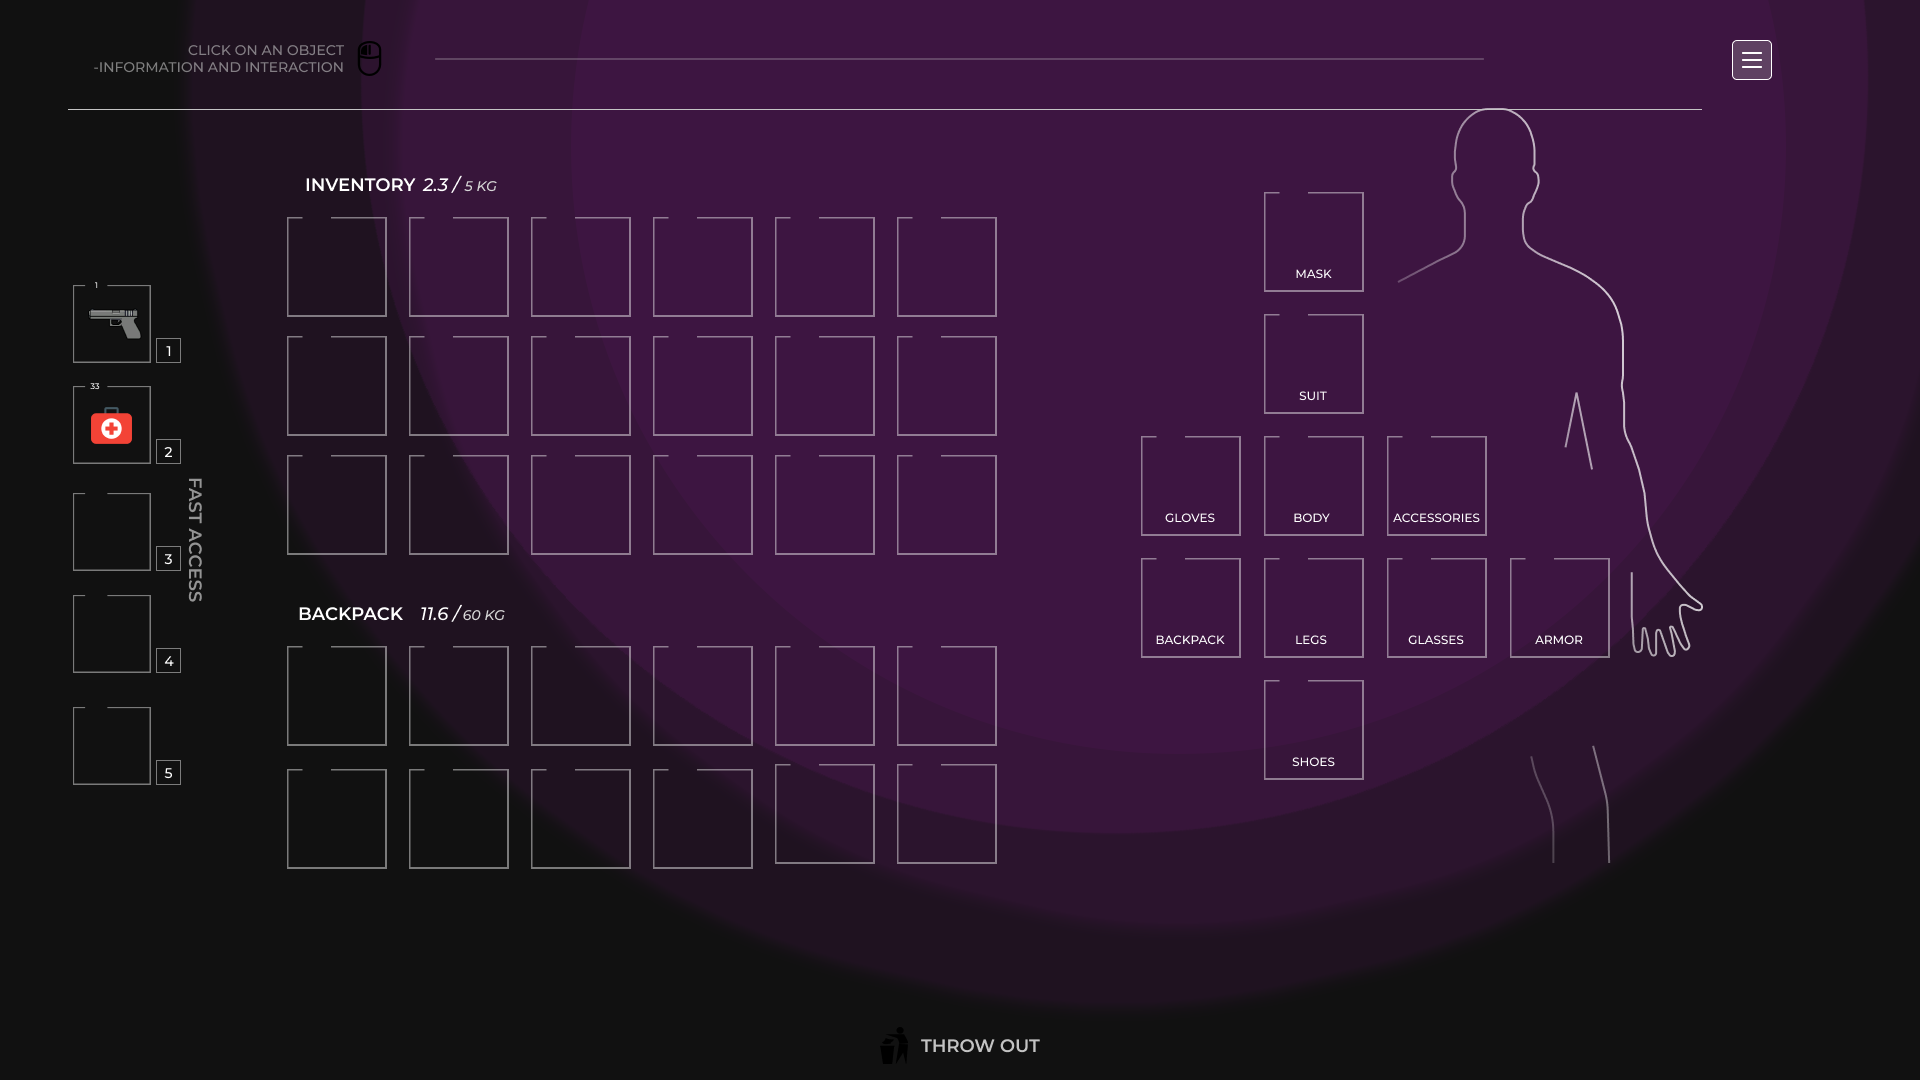 CLICK ON AN OBJECT
-INFORMATION AND INTERACTION
INVENTORY 2.3 / 5 KG
1
1
33
2
3
4
5
FAST ACCESS
BACKPACK 11.6 / 60 KG
MASK
SUIT
GLOVES BODY ACCESSORIES
BACKPACK LEGS GLASSES ARMOR
SHOES
THROW OUT